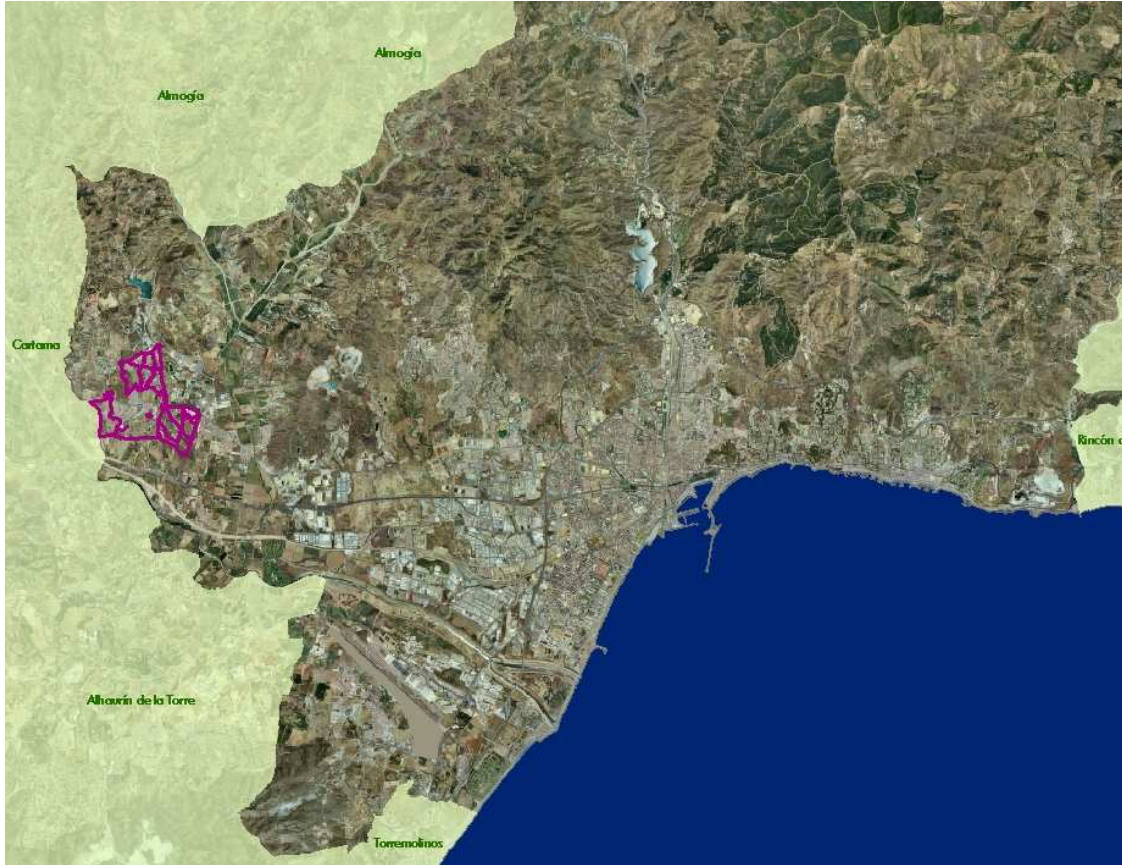 Almogía
Almogía
Cartama
Rincón d
Alhaurín de la Torre
Torremolinos